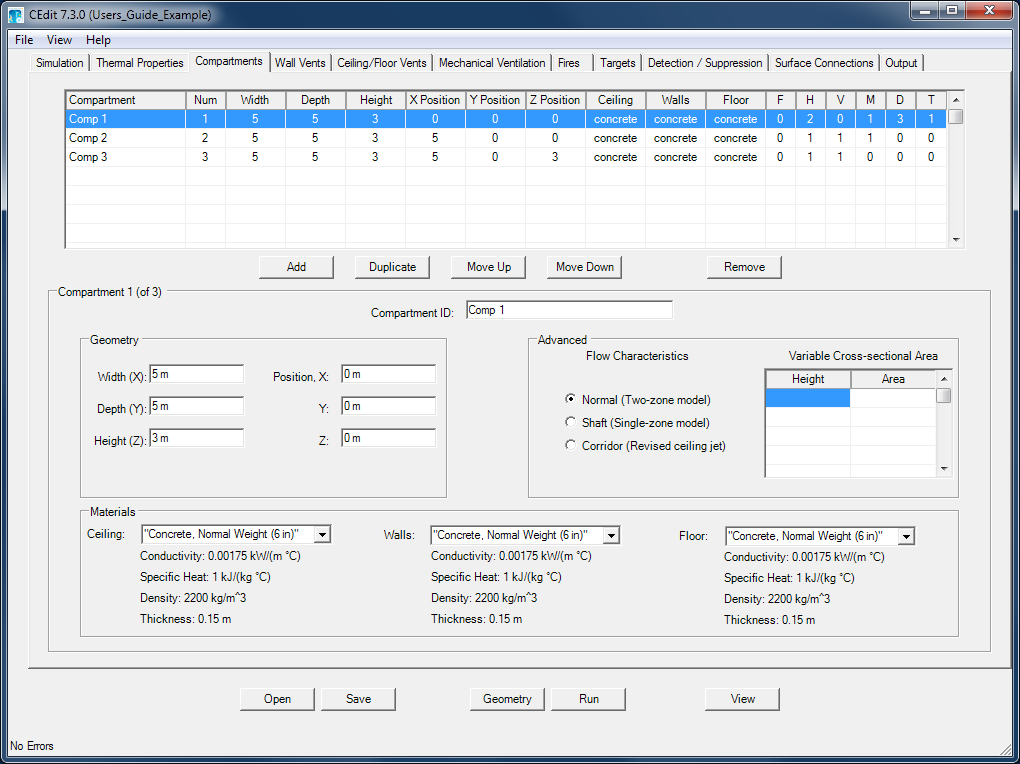 CEdit 7.3.0 (Users_Guide_Example)
File View Help
Simulation Thermal Properties Compartments Wall Vents Ceiling/Floor Vents Mechanical Ventilation Fires Targets Detection / Suppression Surface Connections Output
Compartment Num Width Depth Height X Position Y Position Z Position Ceiling Walls Floor F H V M D T
Comp 1 1 5 5 3 0 0 0 concrete concrete concrete 0 2 0 1 3 1
Comp 2 2 5 5 3 5 0 0 concrete concrete concrete 0 1 1 1 0 0
Comp 3 3 5 5 3 5 0 3 concrete concrete concrete 0 1 1 0 0 0
Add Duplicate Move Up Move Down Remove
Compartment 1 (of 3)
Compartment ID: Comp 1
Geometry
Width (X): 5 m Position, X: 0 m
Depth (Y): 5 m Y: 0 m
Height (Z): 3 m Z: 0 m
Advanced
Flow Characteristics Variable Cross-sectional Area
Height Area
Normal (Two-zone model)
Shaft (Single-zone model)
Corridor (Revised ceiling jet)
Materials
Ceiling: "Concrete, Normal Weight (6 in)" Walls: "Concrete, Normal Weight (6 in)" Floor: "Concrete, Normal Weight (6 in)"
Conductivity: 0.00175 kW/(m °C) Conductivity: 0.00175 kW/(m °C) Conductivity: 0.00175 kW/(m °C)
Specific Heat: 1 kJ/(kg °C) Specific Heat: 1 kJ/(kg °C) Specific Heat: 1 kJ/(kg °C)
Density: 2200 kg/m^3 Density: 2200 kg/m^3 Density: 2200 kg/m^3
Thickness: 0.15 m Thickness: 0.15 m Thickness: 0.15 m
Open Save Geometry Run View
No Errors